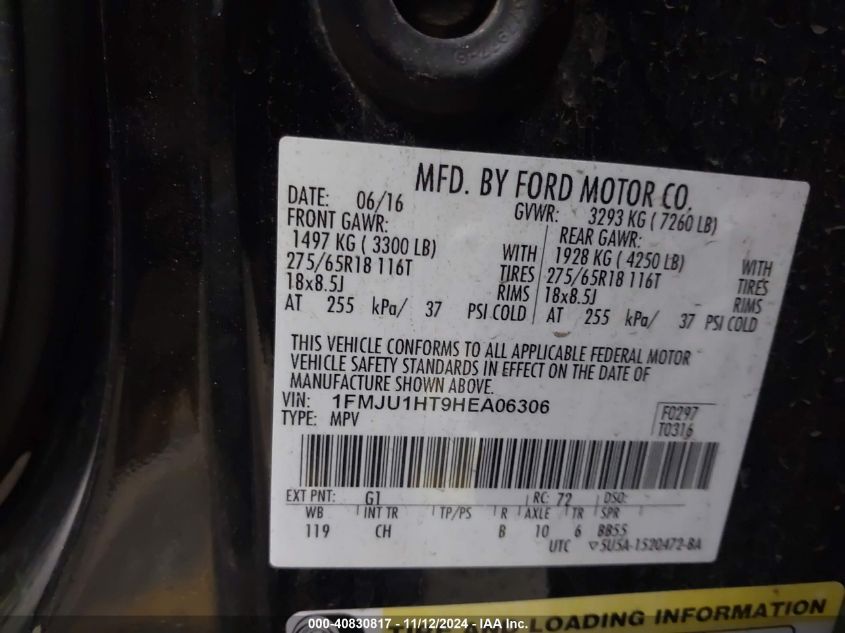 MFD. BY FORD MOTOR CO.
DATE: 06/16
GVWR: 3293 KG ( 7260 LB)
FRONT GAWR:
1497 KG ( 3300 LB) WITH
275/65R18 116T TIRES
18x8.5J RIMS
AT 255 kPa/ 37 PSI COLD
REAR GAWR:
1928 KG ( 4250 LB) WITH
275/65R18 116T TIRES
18x8.5J RIMS
AT 255 kPa/ 37 PSI COLD
THIS VEHICLE CONFORMS TO ALL APPLICABLE FEDERAL MOTOR
VEHICLE SAFETY STANDARDS IN EFFECT ON THE DATE OF
MANUFACTURE SHOWN ABOVE.
VIN: 1FMJU1HT9HEA06306
TYPE: MPV
F0297
T0316
EXT PNT: G1 RC: 72 DSO:
WB INT TR TP/PS R AXLE TR SPR
119 CH B 10 6 BB55
UTC ▽5U5A-1520472-BA
TIRE AND LOADING INFORMATION
000-40830817 - 11/12/2024 - IAA Inc.